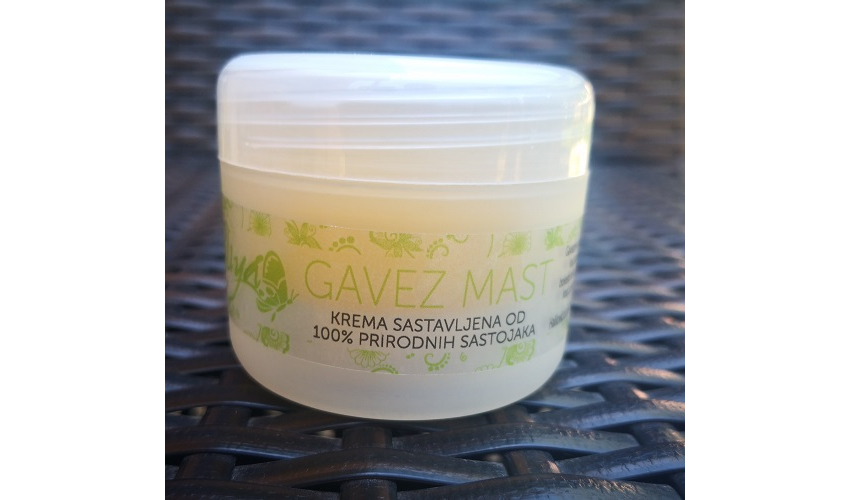 GAVEZ MAST
KREMA SASTAVLJENA OD
100% PRIRODNIH SASTOJAKA